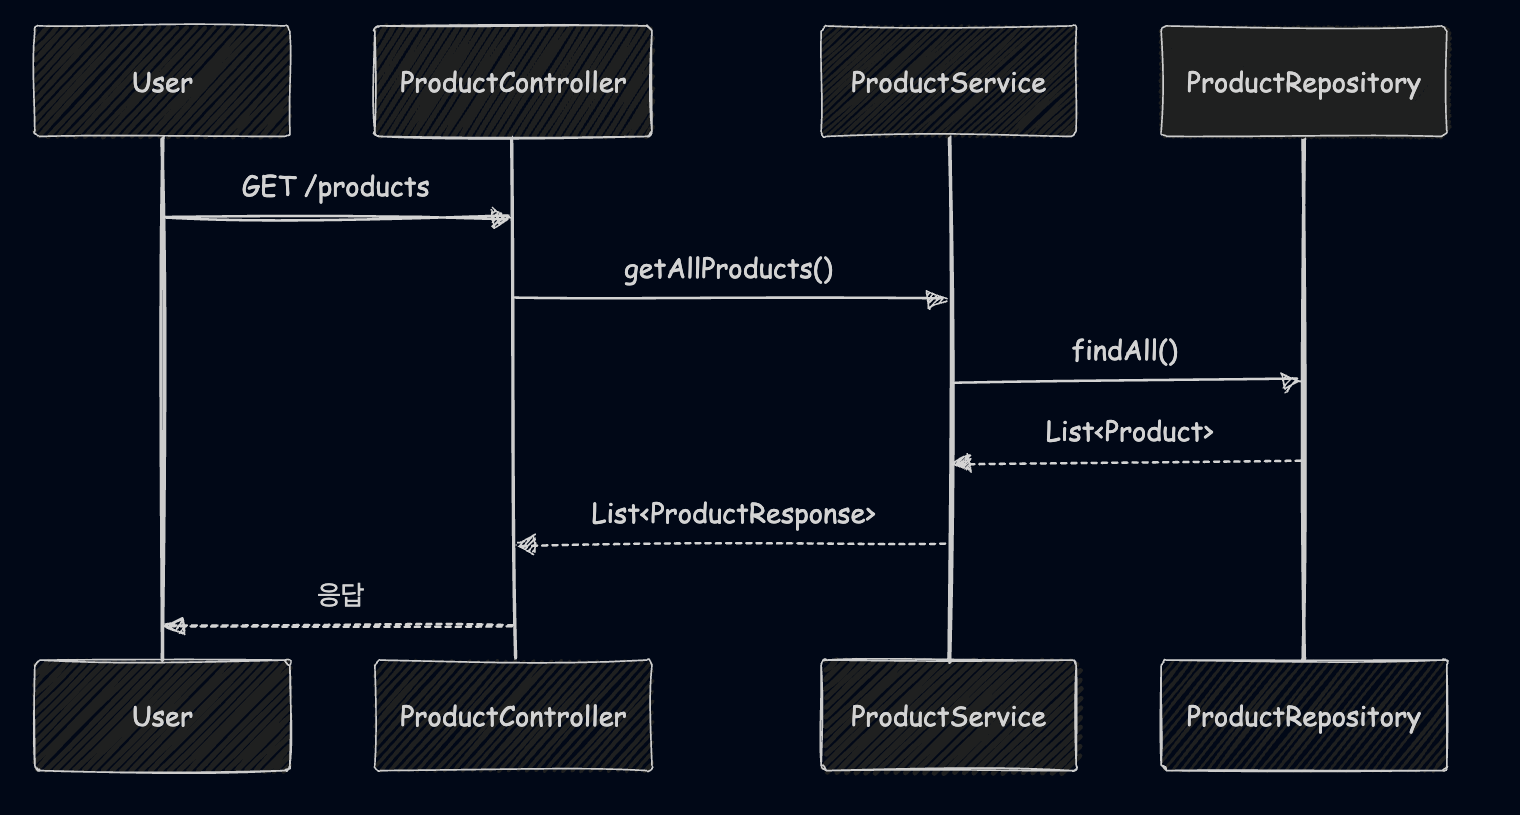 User
ProductController
ProductService
ProductRepository
GET /products
getAllProducts()
findAll()
List<Product>
List<ProductResponse>
응답
User
ProductController
ProductService
ProductRepository